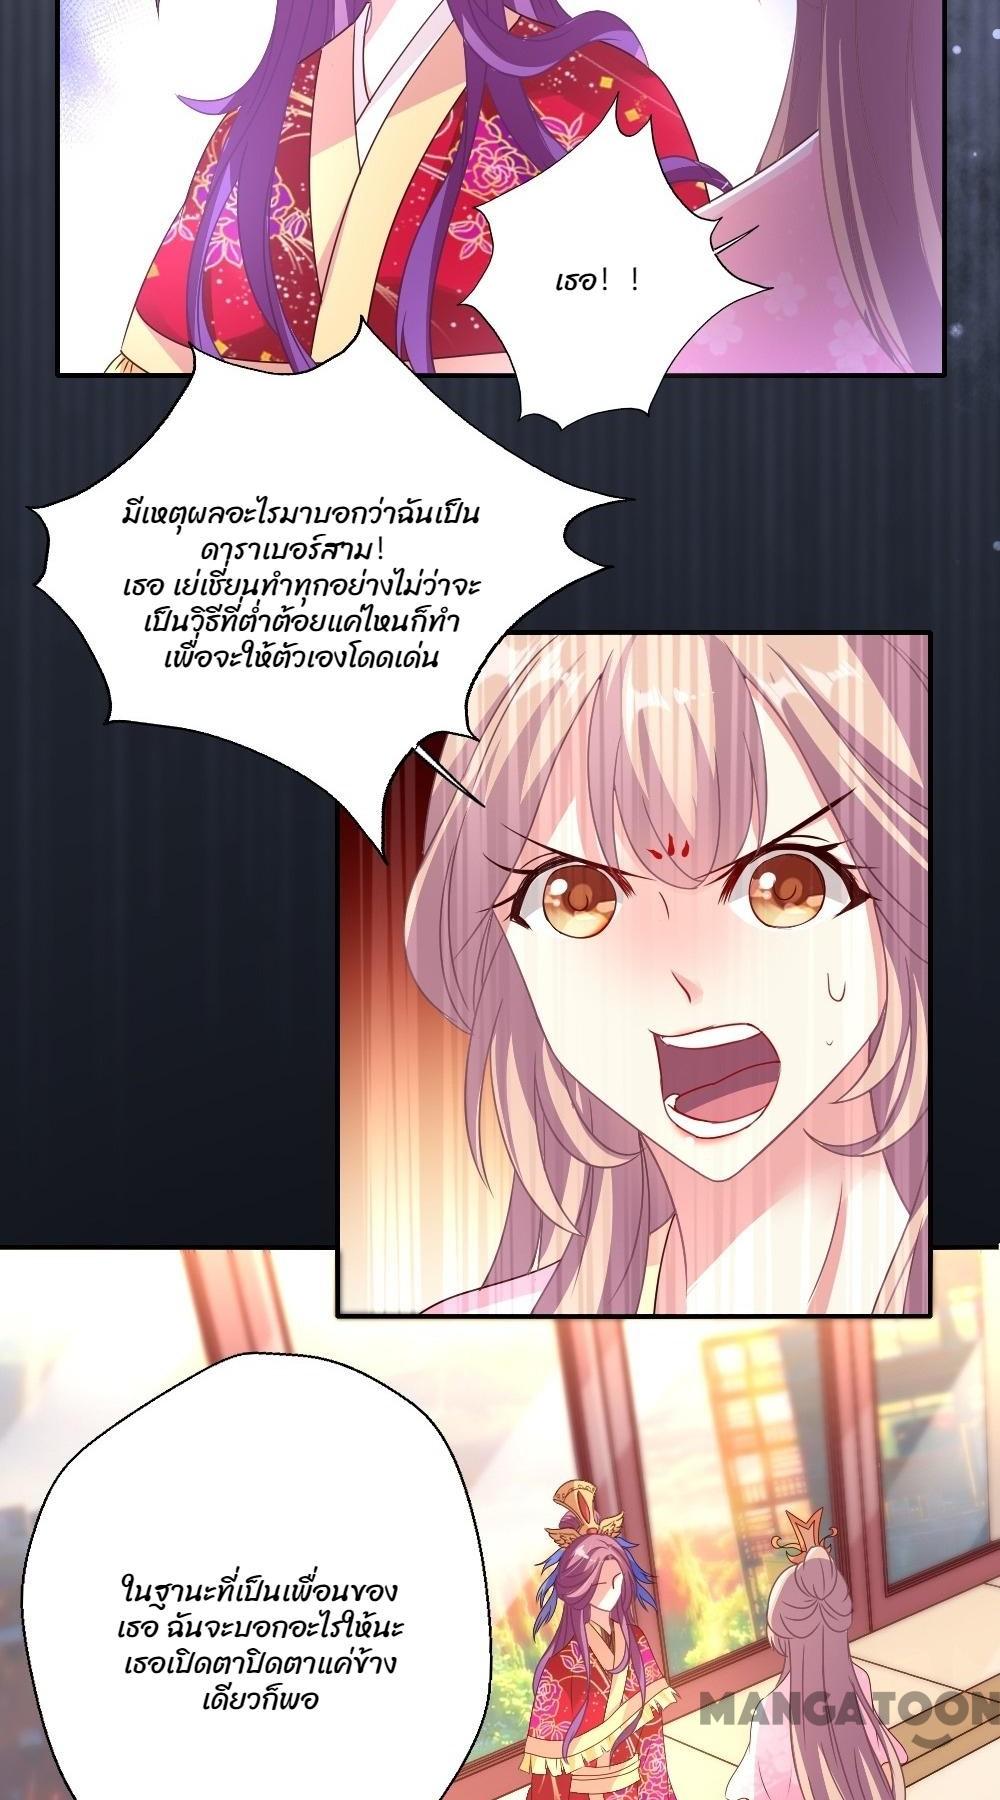 เธอ! !
มีเหตุผลอะไรมาบอกว่าฉันเป็น
ดาราเบอร์สาม!
เธอ เย่เชี่ยนทำทุกอย่างไม่ว่าจะ
เป็นวิธีที่ต่ำต้อยแค่ไหนก็ทำ
เพื่อจะให้ตัวเองโดดเด่น
ในฐานะที่เป็นเพื่อนของ
เธอ ฉันจะบอกอะไรให้นะ
เธอเปิดตาปิดตาแค่ข้าง
เดียวก็พอ
MANGATOON